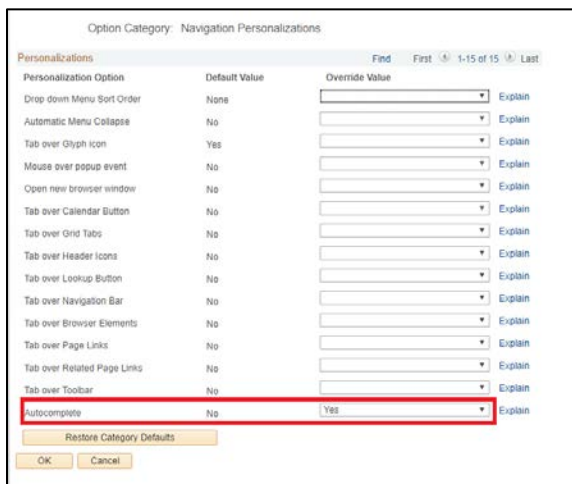 Option Category: Navigation Personalizations
Personalizations Find First 1-15 of 15 Last
Personalization Option Default Value Override Value
Drop down Menu Sort Order None Explain
Automatic Menu Collapse No Explain
Tab over Glyph icon Yes Explain
Mouse over popup event No Explain
Open new browser window No Explain
Tab over Calendar Button No Explain
Tab over Grid Tabs No Explain
Tab over Header Icons No Explain
Tab over Lookup Button No Explain
Tab over Navigation Bar No Explain
Tab over Browser Elements No Explain
Tab over Page Links No Explain
Tab over Related Page Links No Explain
Tab over Toolbar No Explain
Autocomplete No Yes Explain
Restore Category Defaults
OK Cancel